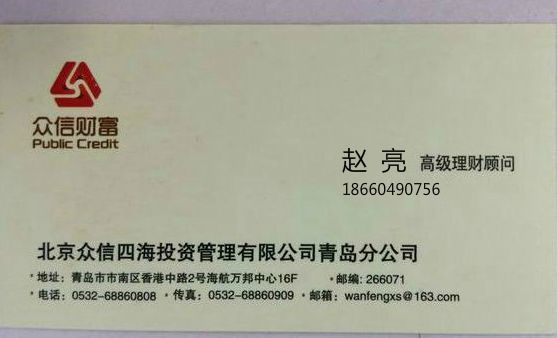 众信财富
Public Credit
赵 亮 高级理财顾问
18660490756
北京众信四海投资管理有限公司青岛分公司
·地址：青岛市市南区香港中路2号海航万邦中心16F ·邮编: 266071
·电话：0532-68860808 ·传真：0532-68860909 ·邮箱：wanfengxs@163.com